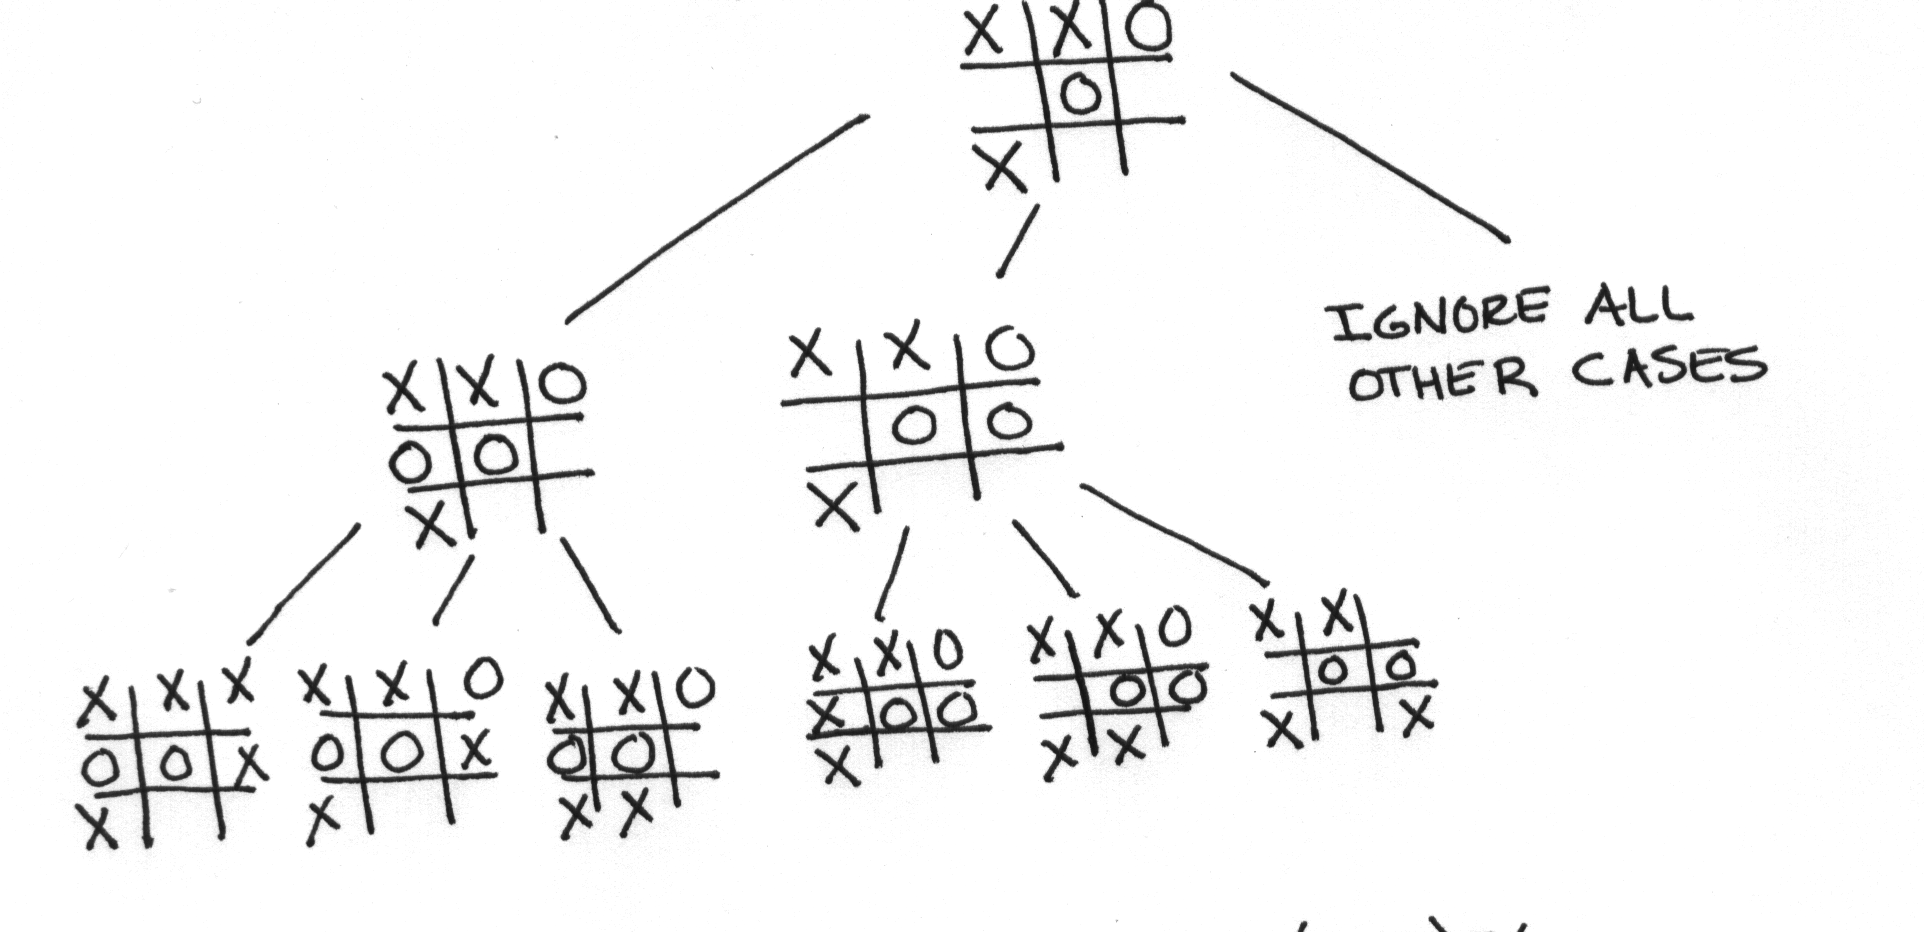 X X O
O
X
IGNORE ALL
OTHER CASES
X X O
O O
X
X X O
O O
X
X X X
O O X
X
X X O
O O X
X
X X O
O O
X X
X X O
X O O
X
X X O
O O
X X
X X
O O
X X